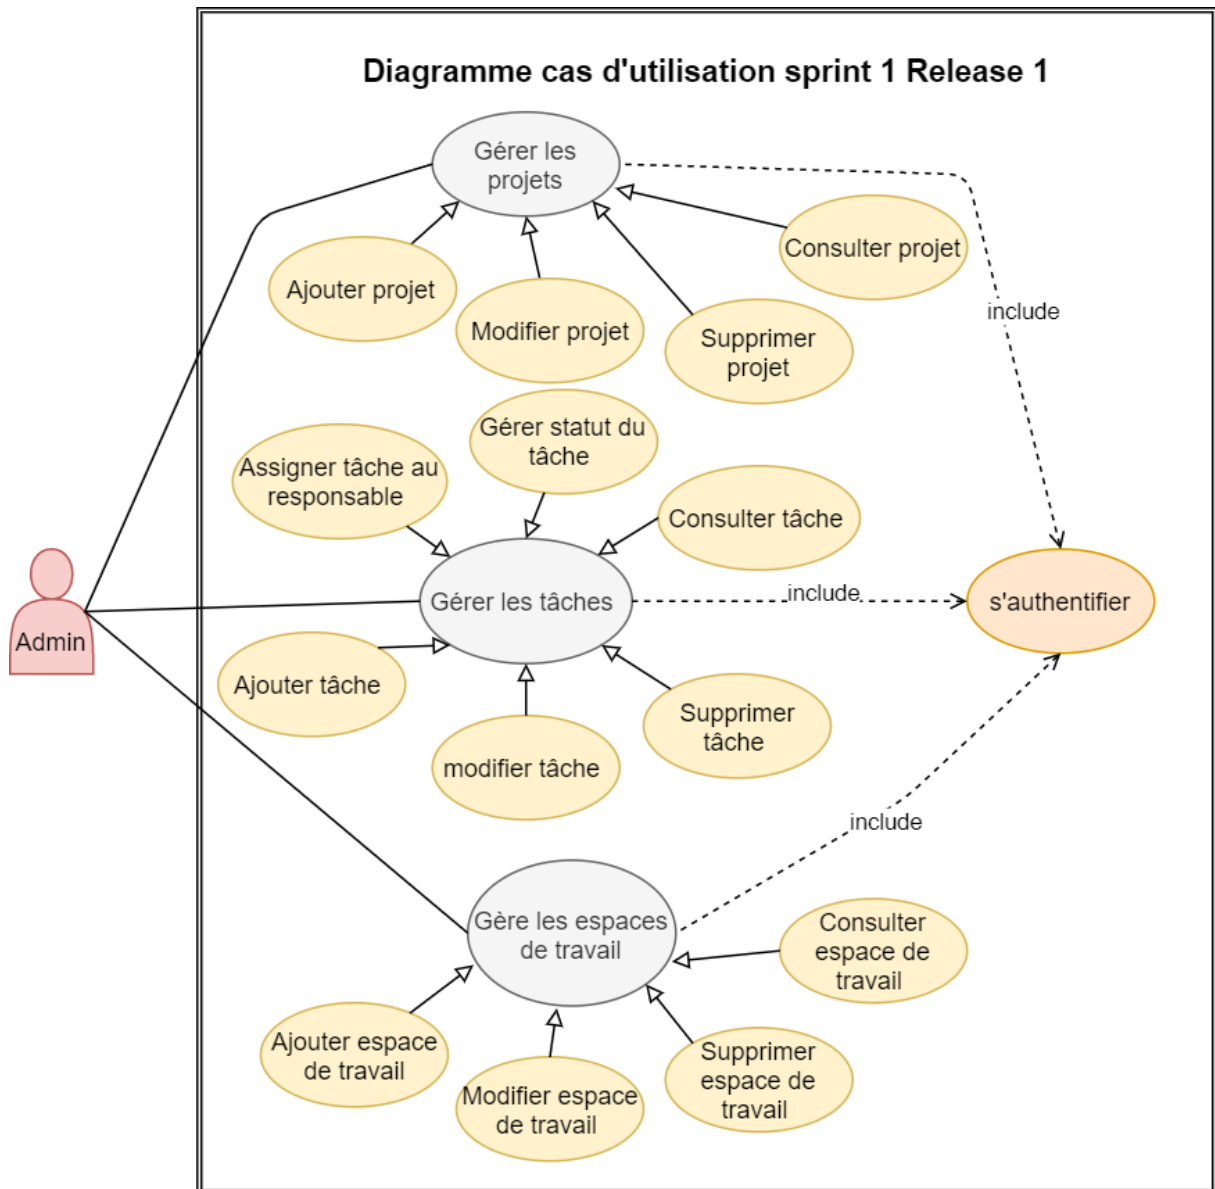 Diagramme cas d'utilisation sprint 1 Release 1
Gérer les
projets
Consulter projet
Ajouter projet
Modifier projet
Supprimer
projet
include
Gérer statut du
tâche
Assigner tâche au
responsable
Consulter tâche
Gérer les tâches
include
s'authentifier
Admin
Ajouter tâche
Supprimer
tâche
modifier tâche
include
Gère les espaces
de travail
Consulter
espace de
travail
Ajouter espace
de travail
Modifier espace
de travail
Supprimer
espace de
travail